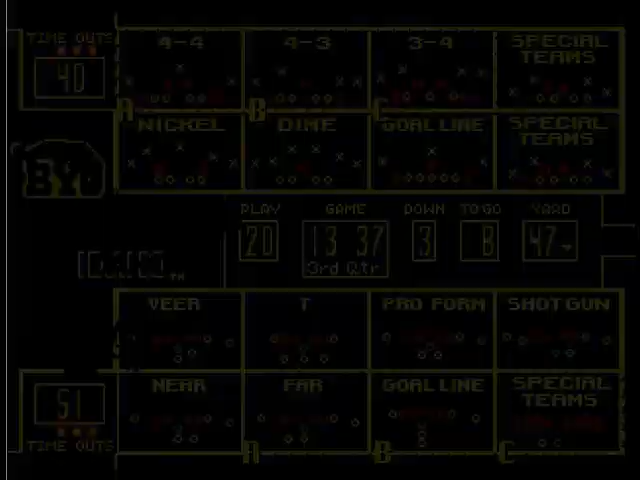 TIME OUTS
40
4-4
4-3
3-4
SPECIAL
TEAMS
A
B
C
NICKEL
DIME
GOAL LINE
SPECIAL
TEAMS
BYU
PLAY
GAME
DOWN
TO GO
YARD
20
13 37
3
8
47
3rd Qtr
TM
VEER
T
PRO FORM
SHOTGUN
NEAR
FAR
GOAL LINE
SPECIAL
TEAMS
51
TIME OUTS
A
B
C